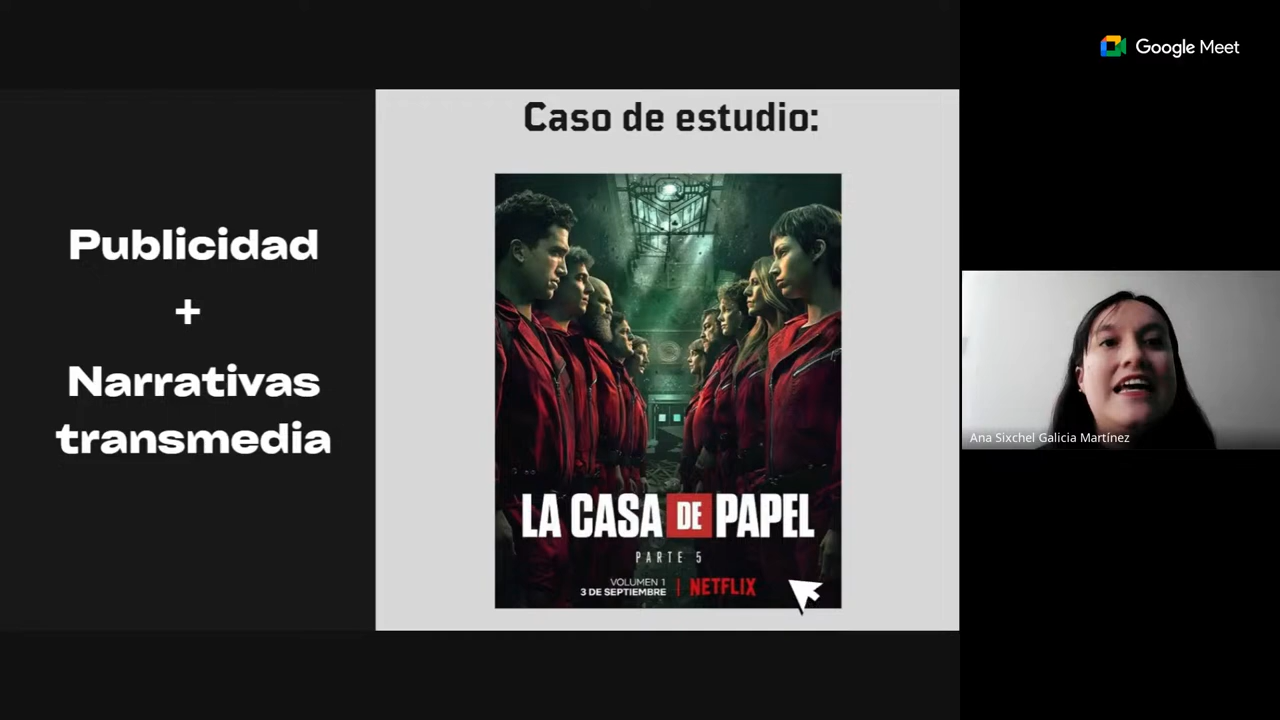 Publicidad
+
Narrativas
transmedia
Caso de estudio:
LA CASA DE PAPEL
PARTE 5
VOLUMEN 1
3 DE SEPTIEMBRE
NETFLIX
Google Meet
Ana Sixchel Galicia Martínez